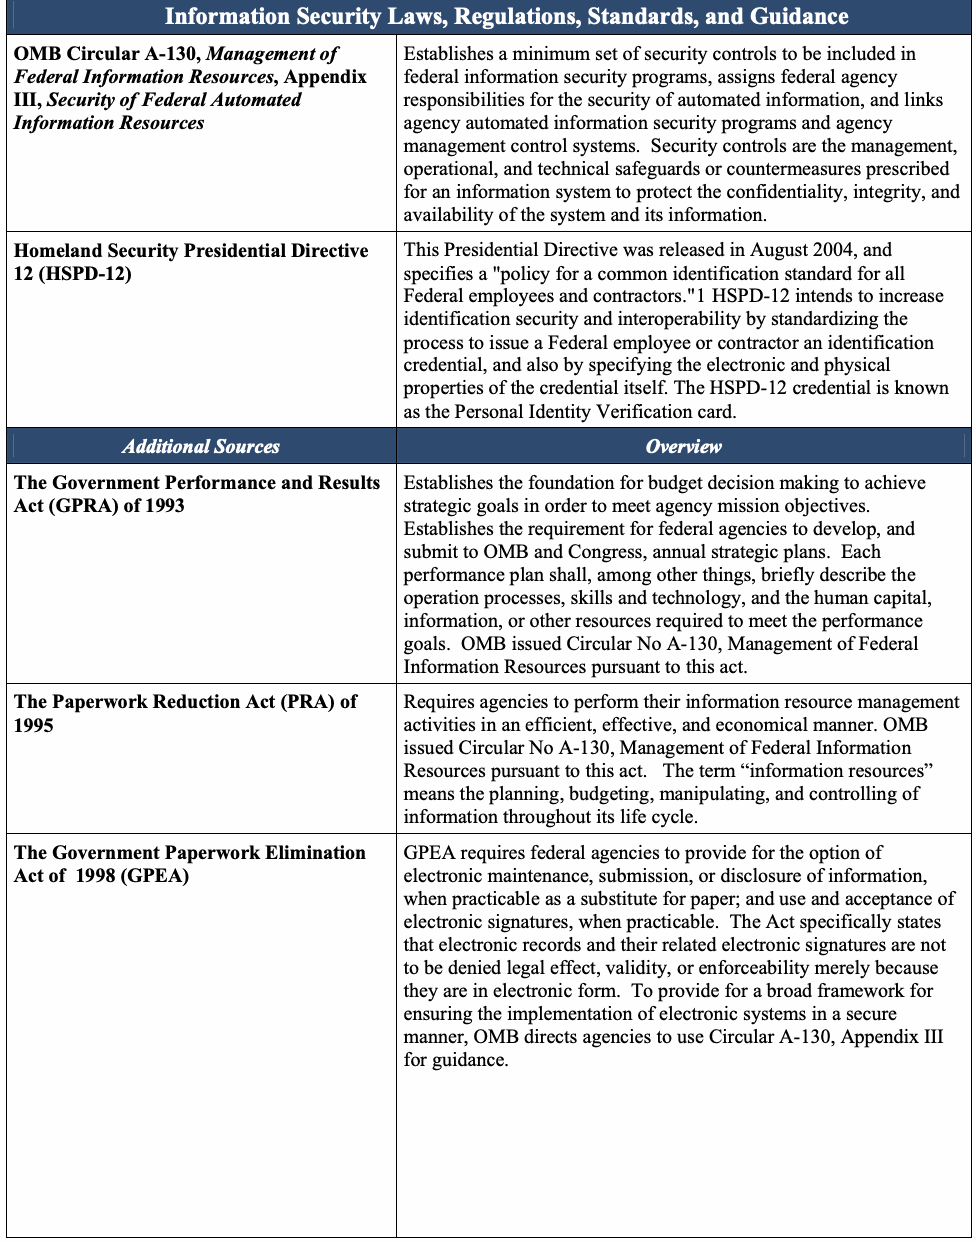 Information Security Laws, Regulations, Standards, and Guidance
OMB Circular A-130, Management of
Federal Information Resources, Appendix
III, Security of Federal Automated
Information Resources
Establishes a minimum set of security controls to be included in
federal information security programs, assigns federal agency
responsibilities for the security of automated information, and links
agency automated information security programs and agency
management control systems.  Security controls are the management,
operational, and technical safeguards or countermeasures prescribed
for an information system to protect the confidentiality, integrity, and
availability of the system and its information.
Homeland Security Presidential Directive
12 (HSPD-12)
This Presidential Directive was released in August 2004, and
specifies a "policy for a common identification standard for all
Federal employees and contractors."1 HSPD-12 intends to increase
identification security and interoperability by standardizing the
process to issue a Federal employee or contractor an identification
credential, and also by specifying the electronic and physical
properties of the credential itself. The HSPD-12 credential is known
as the Personal Identity Verification card.
Additional Sources
Overview
The Government Performance and Results
Act (GPRA) of 1993
Establishes the foundation for budget decision making to achieve
strategic goals in order to meet agency mission objectives.
Establishes the requirement for federal agencies to develop, and
submit to OMB and Congress, annual strategic plans.  Each
performance plan shall, among other things, briefly describe the
operation processes, skills and technology, and the human capital,
information, or other resources required to meet the performance
goals.  OMB issued Circular No A-130, Management of Federal
Information Resources pursuant to this act.
The Paperwork Reduction Act (PRA) of
1995
Requires agencies to perform their information resource management
activities in an efficient, effective, and economical manner. OMB
issued Circular No A-130, Management of Federal Information
Resources pursuant to this act.   The term “information resources”
means the planning, budgeting, manipulating, and controlling of
information throughout its life cycle.
The Government Paperwork Elimination
Act of  1998 (GPEA)
GPEA requires federal agencies to provide for the option of
electronic maintenance, submission, or disclosure of information,
when practicable as a substitute for paper; and use and acceptance of
electronic signatures, when practicable.  The Act specifically states
that electronic records and their related electronic signatures are not
to be denied legal effect, validity, or enforceability merely because
they are in electronic form.  To provide for a broad framework for
ensuring the implementation of electronic systems in a secure
manner, OMB directs agencies to use Circular A-130, Appendix III
for guidance.